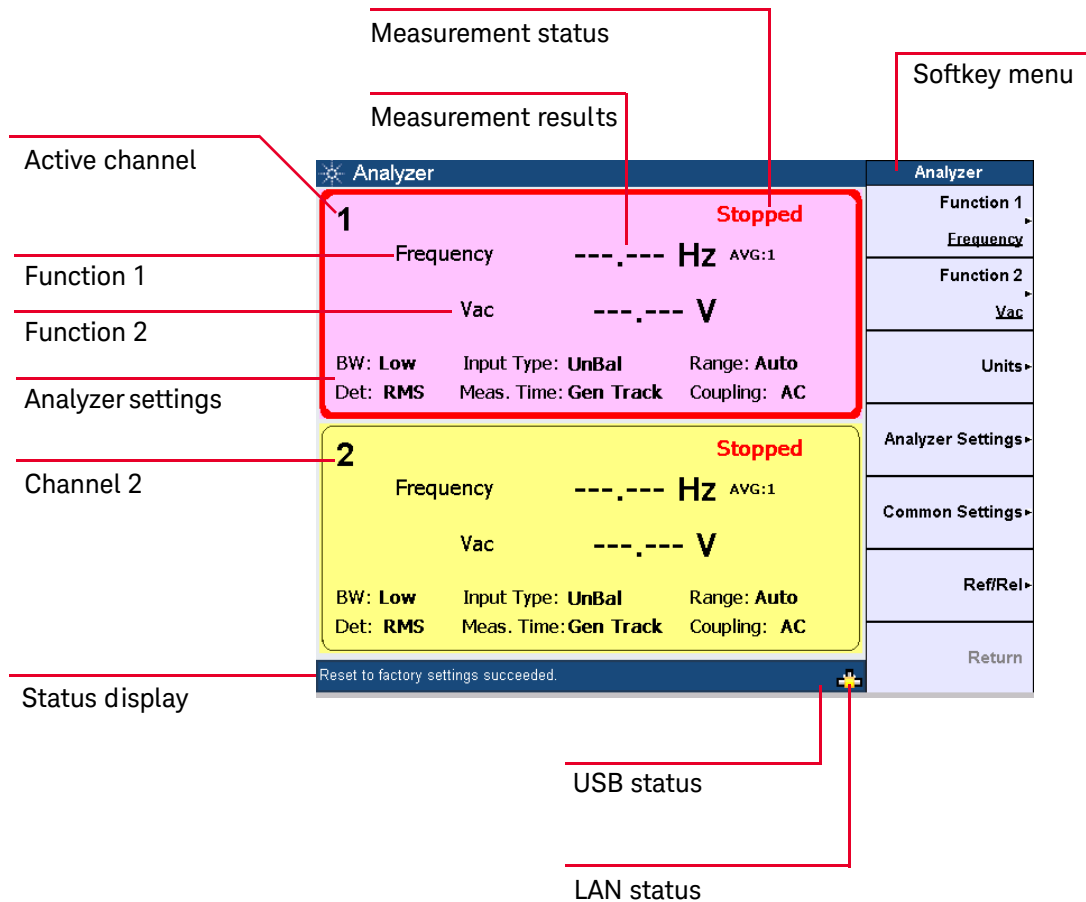 Measurement status
Softkey menu
Measurement results
Active channel
Function 1
Function 2
Analyzer settings
Channel 2
Status display
Analyzer
1
Stopped
Frequency ---.--- Hz AVG:1
Vac ---.--- V
BW: Low Input Type: UnBal Range: Auto
Det: RMS Meas. Time: Gen Track Coupling: AC
2
Stopped
Frequency ---.--- Hz AVG:1
Vac ---.--- V
BW: Low Input Type: UnBal Range: Auto
Det: RMS Meas. Time: Gen Track Coupling: AC
Reset to factory settings succeeded.
Analyzer
Function 1
Frequency
Function 2
Vac
Units
Analyzer Settings
Common Settings
Ref/Rel
Return
USB status
LAN status